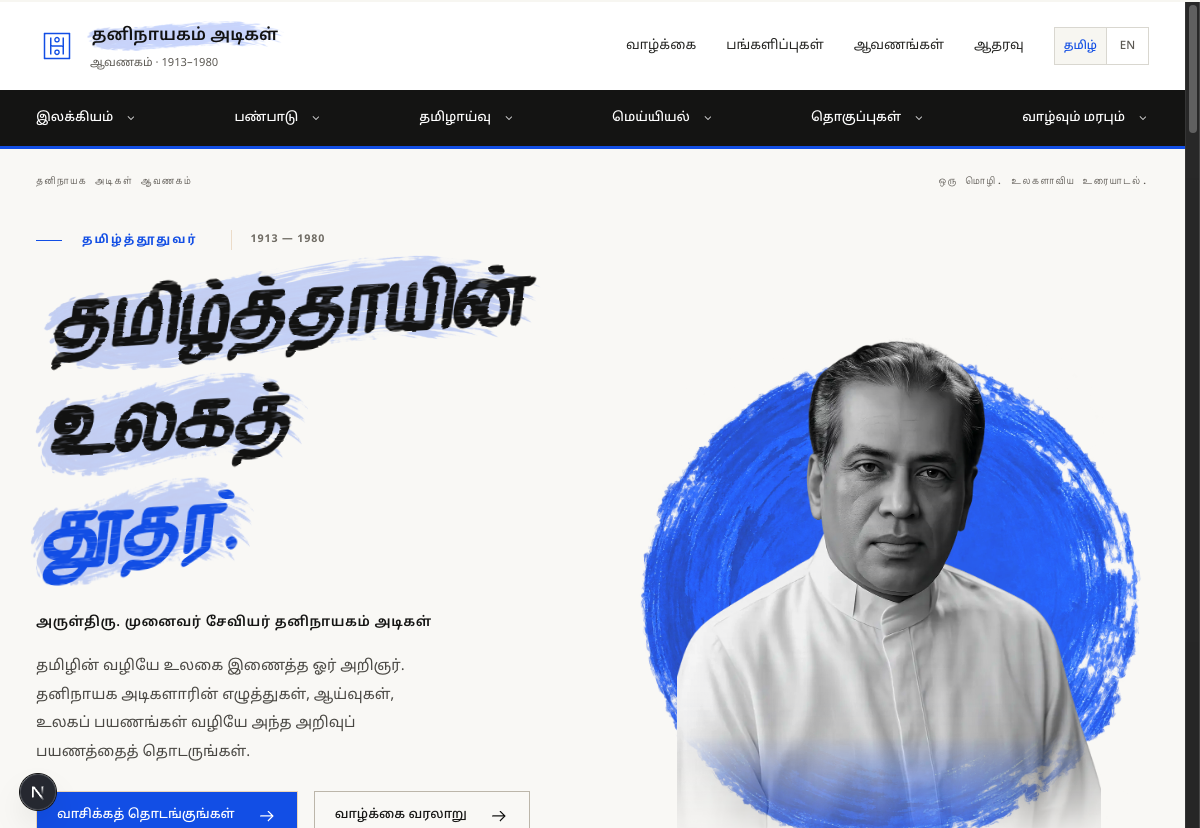 தனிநாயகம் அடிகள்
ஆவணகம் · 1913–1980
வாழ்க்கை பங்களிப்புகள் ஆவணங்கள் ஆதரவு தமிழ் EN
இலக்கியம் பண்பாடு தமிழாய்வு மெய்யியல் தொகுப்புகள் வாழ்வும் மரபும்
தனிநாயக அடிகள் ஆவணகம்
ஒரு மொழி. உலகளாவிய உரையாடல்.
தமிழ்த்தூதுவர் 1913 — 1980
தமிழ்த்தாயின்
உலகத்
தூதர்.
அருள்திரு. முனைவர் சேவியர் தனிநாயகம் அடிகள்
தமிழின் வழியே உலகை இணைத்த ஓர் அறிஞர்.
தனிநாயக அடிகளாரின் எழுத்துகள், ஆய்வுகள்,
உலகப் பயணங்கள் வழியே அந்த அறிவுப்
பயணத்தைத் தொடருங்கள்.
வாசிக்கத் தொடங்குங்கள் → வாழ்க்கை வரலாறு →
N